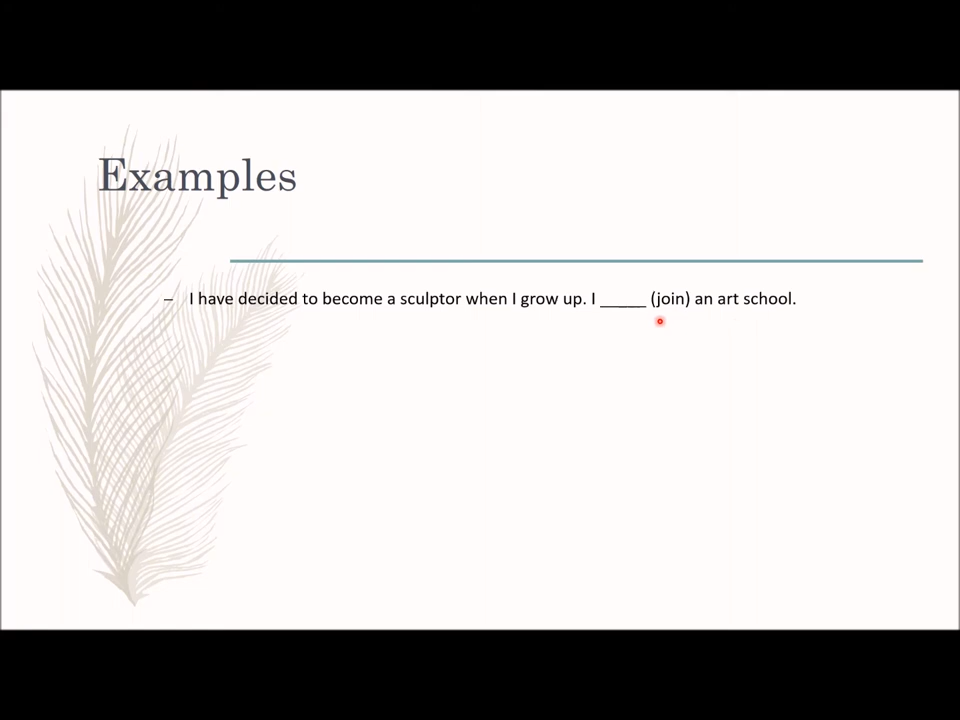 Examples
– I have decided to become a sculptor when I grow up. I _____ (join) an art school.